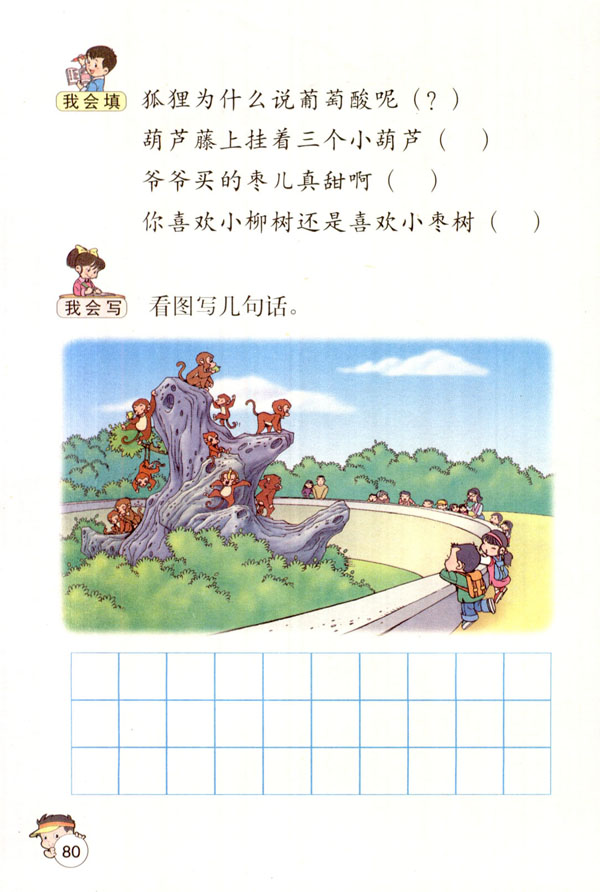 我会填
狐狸为什么说葡萄酸呢（?）
葫芦藤上挂着三个小葫芦（ ）
爷爷买的枣儿真甜啊（ ）
你喜欢小柳树还是喜欢小枣树（ ）
我会写
看图写几句话。
80